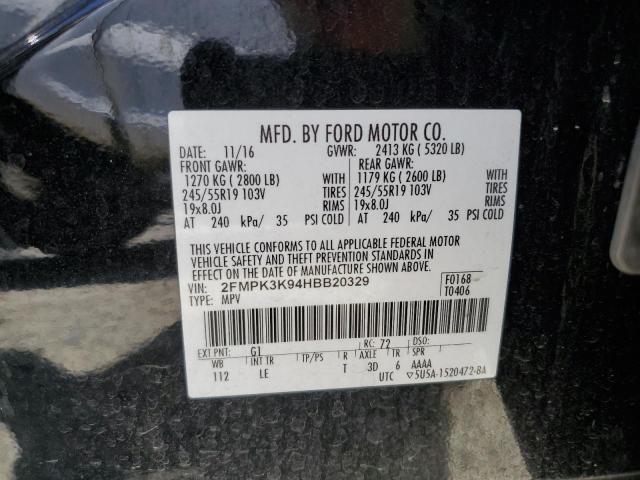 MFD. BY FORD MOTOR CO.
DATE: 11/16 GVWR: 2413 KG ( 5320 LB)
FRONT GAWR: REAR GAWR:
1270 KG ( 2800 LB) WITH 1179 KG ( 2600 LB) WITH
245/55R19 103V TIRES 245/55R19 103V TIRES
19x8.0J RIMS 19x8.0J RIMS
AT 240 kPa/ 35 PSI COLD AT 240 kPa/ 35 PSI COLD
THIS VEHICLE CONFORMS TO ALL APPLICABLE FEDERAL MOTOR
VEHICLE SAFETY AND THEFT PREVENTION STANDARDS IN
EFFECT ON THE DATE OF MANUFACTURE SHOWN ABOVE.
VIN: 2FMPK3K94HBB20329 F0168
TYPE: MPV T0406
EXT PNT: G1 RC: 72 DSO:
WB INT TR TP/PS R AXLE TR SPR
112 LE T 3D 6 AAAA
UTC ▽5U5A-1520472-BA